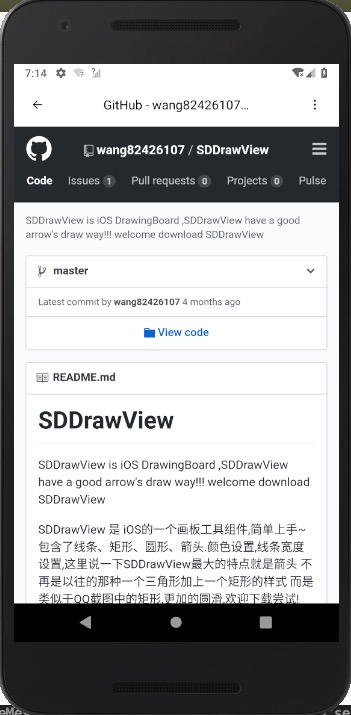 7:14
GitHub - wang82426107…
wang82426107 / SDDrawView
Code Issues 1 Pull requests 0 Projects 0 Pulse
SDDrawView is iOS DrawingBoard ,SDDrawView have a good
arrow's draw way!!! welcome download SDDrawView
master
Latest commit by wang82426107 4 months ago
View code
README.md
SDDrawView
SDDrawView is iOS DrawingBoard ,SDDrawView
have a good arrow's draw way!!! welcome download
SDDrawView
SDDrawView 是 iOS的一个画板工具组件,简单上手~
包含了线条、矩形、圆形、箭头.颜色设置,线条宽度
设置,这里说一下SDDrawView最大的特点就是箭头 不
再是以往的那种一个三角形加上一个矩形的样式 而是
类似于QQ截图中的矩形,更加的圆滑,欢迎下载尝试!